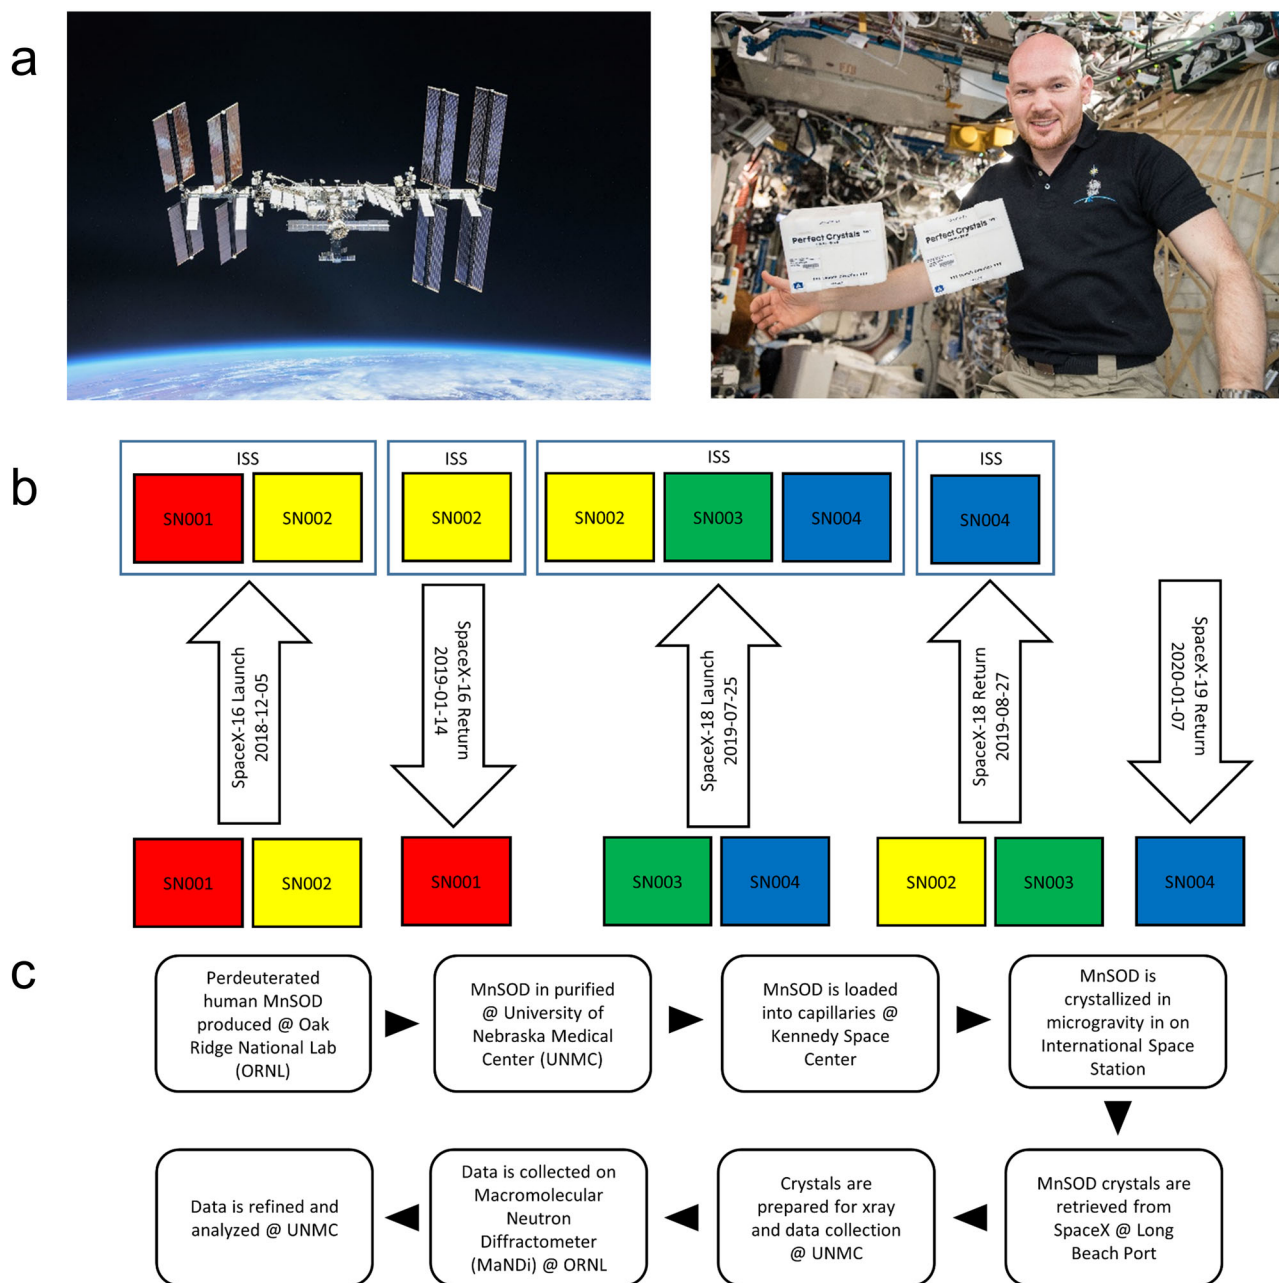 a
Perfect Crystals
Perfect Crystals
b
ISS
ISS
ISS
ISS
SN001
SN002
SN002
SN002
SN003
SN004
SN004
SpaceX-16 Launch
2018-12-05
SpaceX-16 Return
2019-01-14
SpaceX-18 Launch
2019-07-25
SpaceX-18 Return
2019-08-27
SpaceX-19 Return
2020-01-07
SN001
SN002
SN001
SN003
SN004
SN002
SN003
SN004
c
Perdeuterated
human MnSOD
produced @ Oak
Ridge National Lab
(ORNL)
MnSOD in purified
@ University of
Nebraska Medical
Center (UNMC)
MnSOD is loaded
into capillaries @
Kennedy Space
Center
MnSOD is
crystallized in
microgravity in on
International Space
Station
MnSOD crystals are
retrieved from
SpaceX @ Long
Beach Port
Crystals are
prepared for xray
and data collection
@ UNMC
Data is collected on
Macromolecular
Neutron
Diffractometer
(MaNDi) @ ORNL
Data is refined and
analyzed @ UNMC